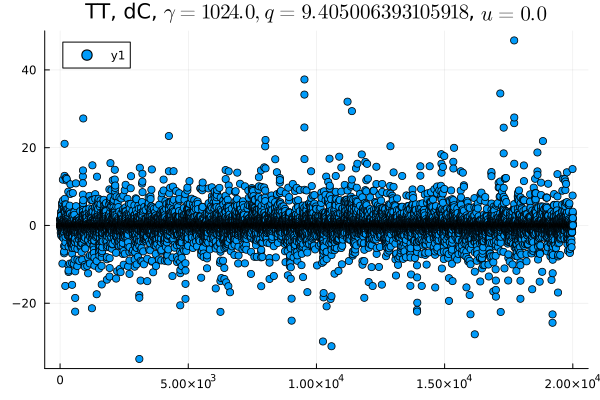 TT, dC, γ = 1024.0, q = 9.405006393105918, u = 0.0
y1
40
20
0
−20
0 5.00×10³ 1.00×10⁴ 1.50×10⁴ 2.00×10⁴